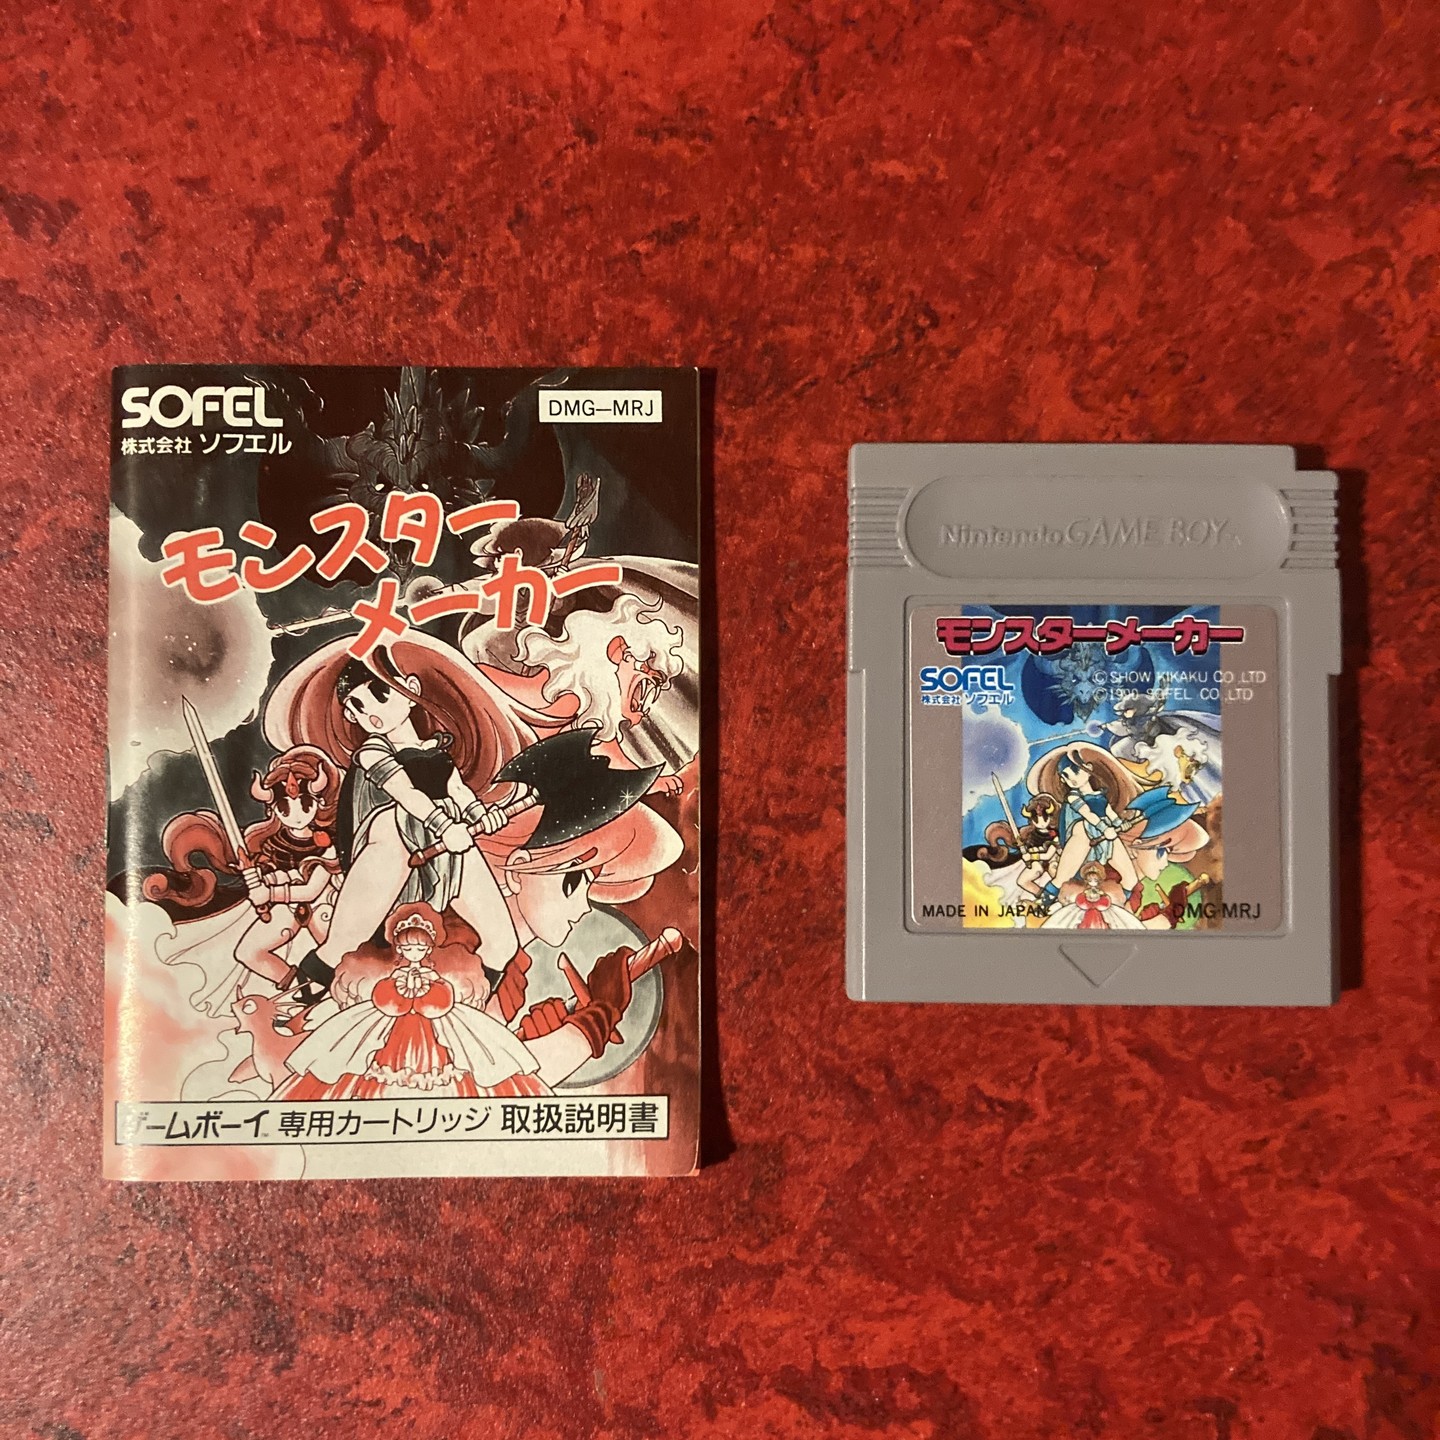 SOFEL
株式会社 ソフエル
DMG—MRJ
モンスター
メーカー
ゲームボーイ™ 専用カートリッジ 取扱説明書
Nintendo GAME BOY™
モンスターメーカー
SOFEL
株式会社 ソフエル
©SHOW KIKAKU CO.,LTD
©1990 SOFEL CO.,LTD
MADE IN JAPAN
DMG-MRJ